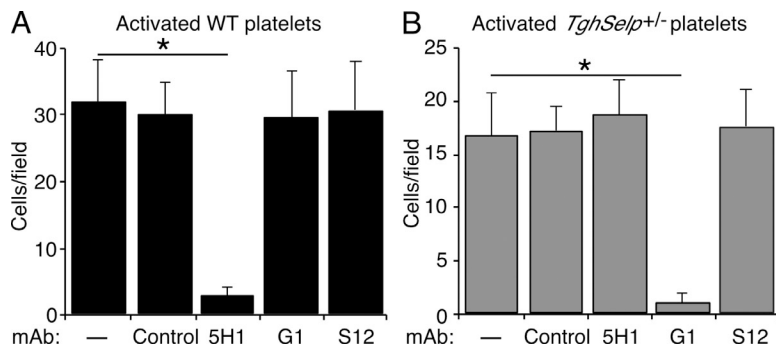 A Activated WT platelets
*
40
30
20
10
0
Cells/field
mAb: — Control 5H1 G1 S12
B Activated TghSelp+/- platelets
*
25
20
15
10
5
0
Cells/field
mAb: — Control 5H1 G1 S12